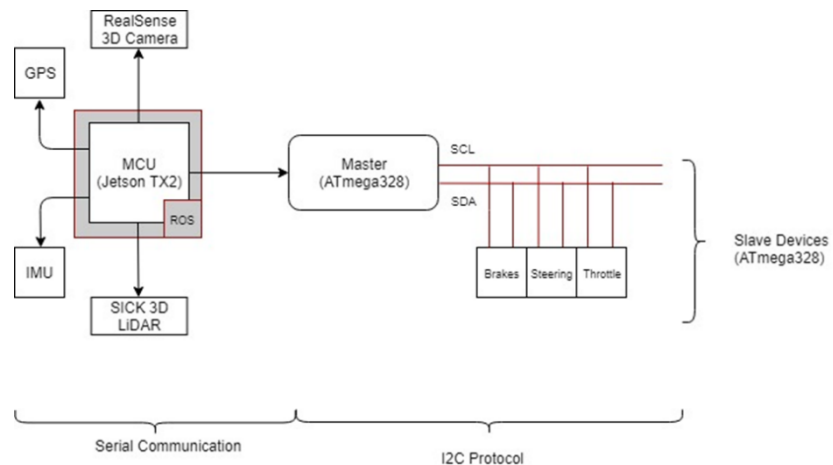 RealSense
3D Camera
GPS
MCU
(Jetson TX2)
ROS
IMU
SICK 3D
LiDAR
Master
(ATmega328)
SCL
SDA
Brakes
Steering
Throttle
Slave Devices
(ATmega328)
Serial Communication
I2C Protocol